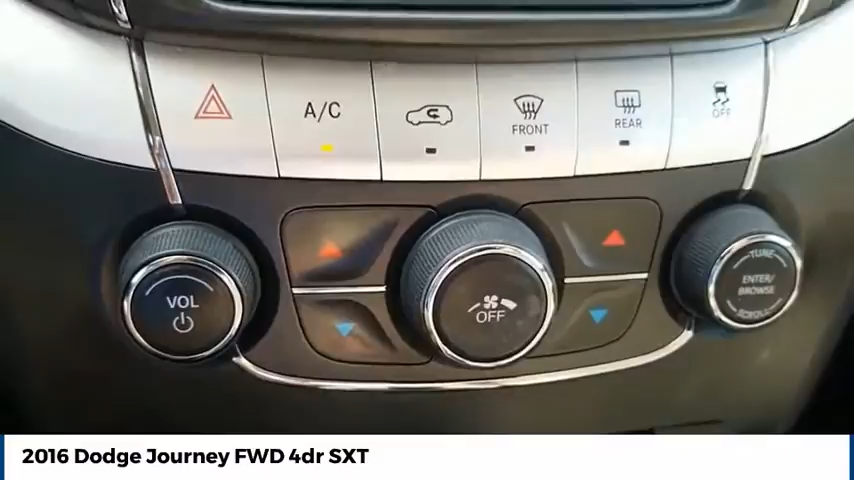 A/C
FRONT
REAR
OFF
VOL
OFF
TUNE
ENTER/
BROWSE
SCROLL
2016 Dodge Journey FWD 4dr SXT